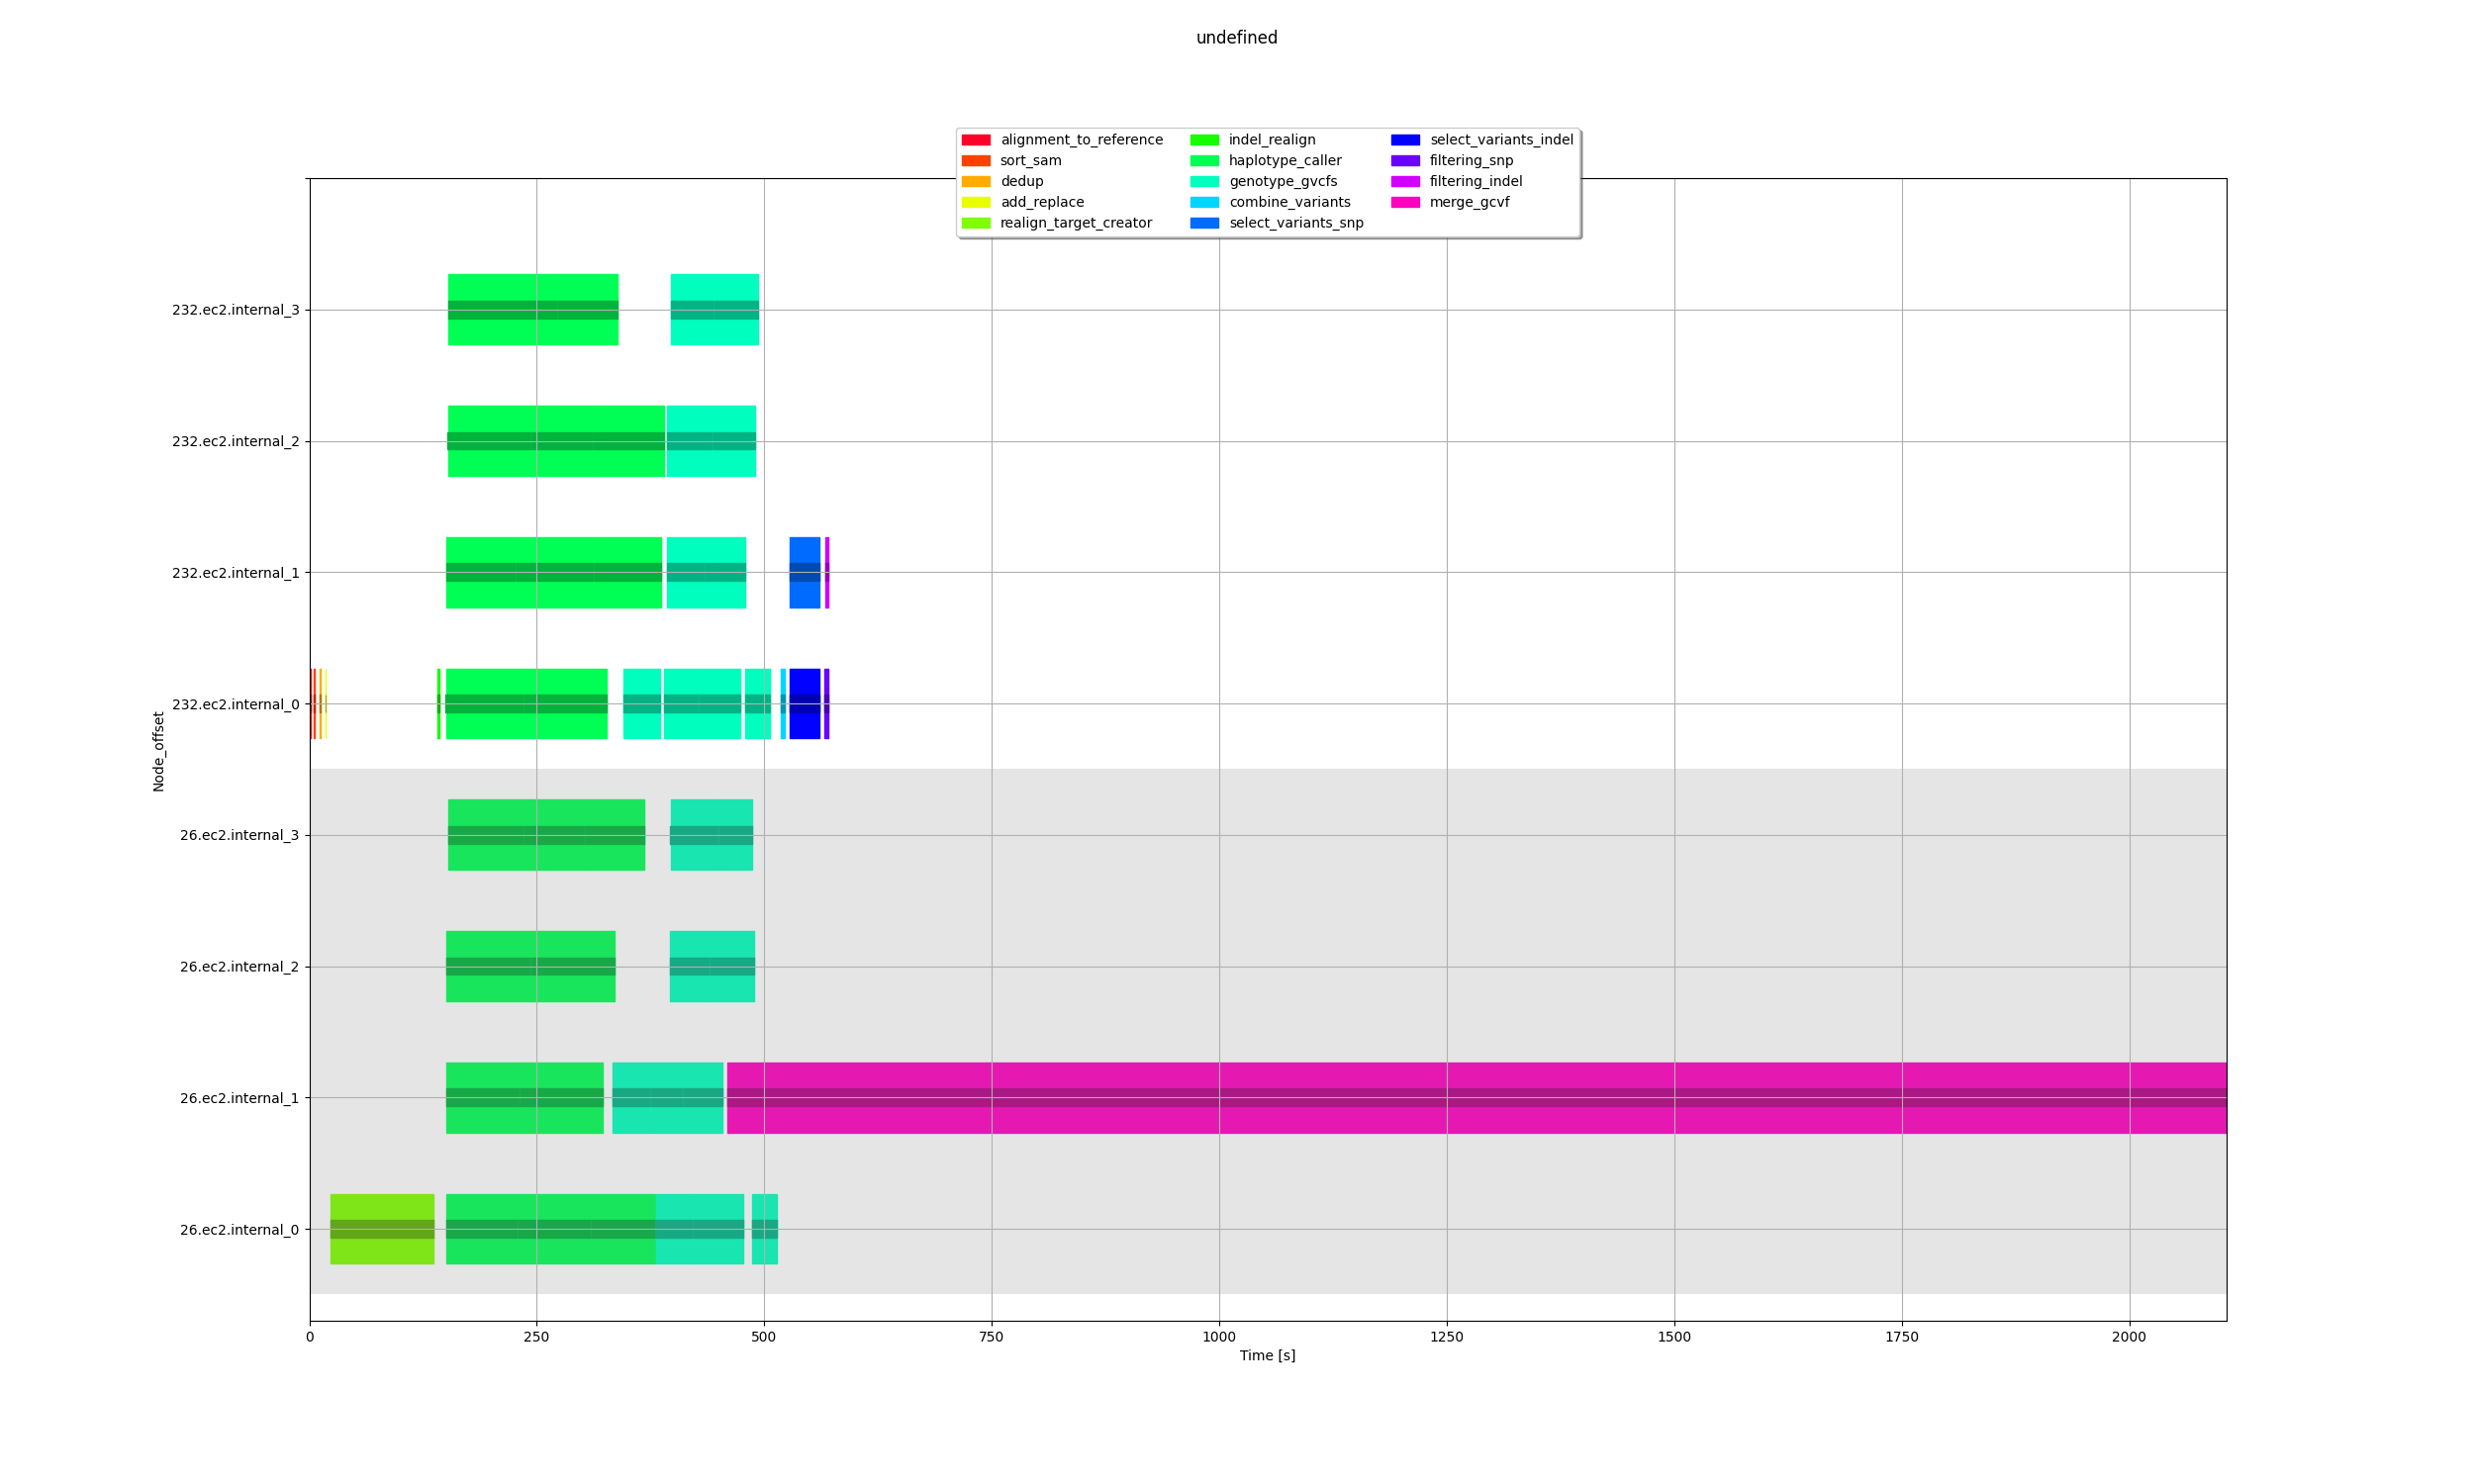 undefined
alignment_to_reference
sort_sam
dedup
add_replace
realign_target_creator
indel_realign
haplotype_caller
genotype_gvcfs
combine_variants
select_variants_snp
select_variants_indel
filtering_snp
filtering_indel
merge_gcvf
Node_offset
232.ec2.internal_3
232.ec2.internal_2
232.ec2.internal_1
232.ec2.internal_0
26.ec2.internal_3
26.ec2.internal_2
26.ec2.internal_1
26.ec2.internal_0
0 250 500 750 1000 1250 1500 1750 2000
Time [s]